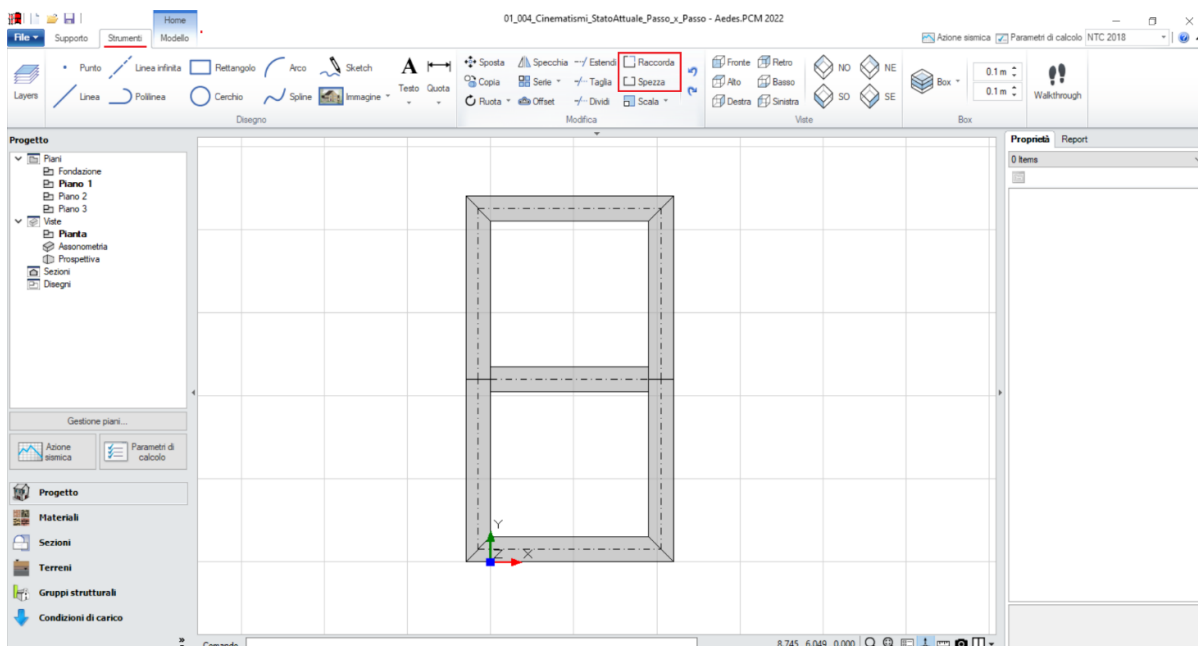 Home
01_004_Cinematismi_StatoAttuale_Passo_x_Passo - Aedes.PCM 2022
File Supporto Strumenti Modello
Azione sismica Parametri di calcolo NTC 2018
Punto Linea infinita Rettangolo Arco Sketch
Sposta Specchia Estendi Raccorda
Fronte Retro NO NE
0.1 m
Layers
Testo Quota
Copia Serie Taglia Spezza
Alto Basso
Box
Walkthrough
Linea Polilinea Cerchio Spline Immagine
Ruota Offset Dividi Scala
Destra Sinistra SO SE
0.1 m
Disegno Modifica Viste Box
Progetto
Proprietà Report
Piani
0 Items
Fondazione
Piano 1
Piano 2
Piano 3
Viste
Pianta
Assonometria
Prospettiva
Sezioni
Disegni
Gestione piani...
Azione sismica
Parametri di calcolo
Progetto
Materiali
Sezioni
Terreni
Gruppi strutturali
Condizioni di carico
Y
Z X
Comando
8.745 6.049 0.000